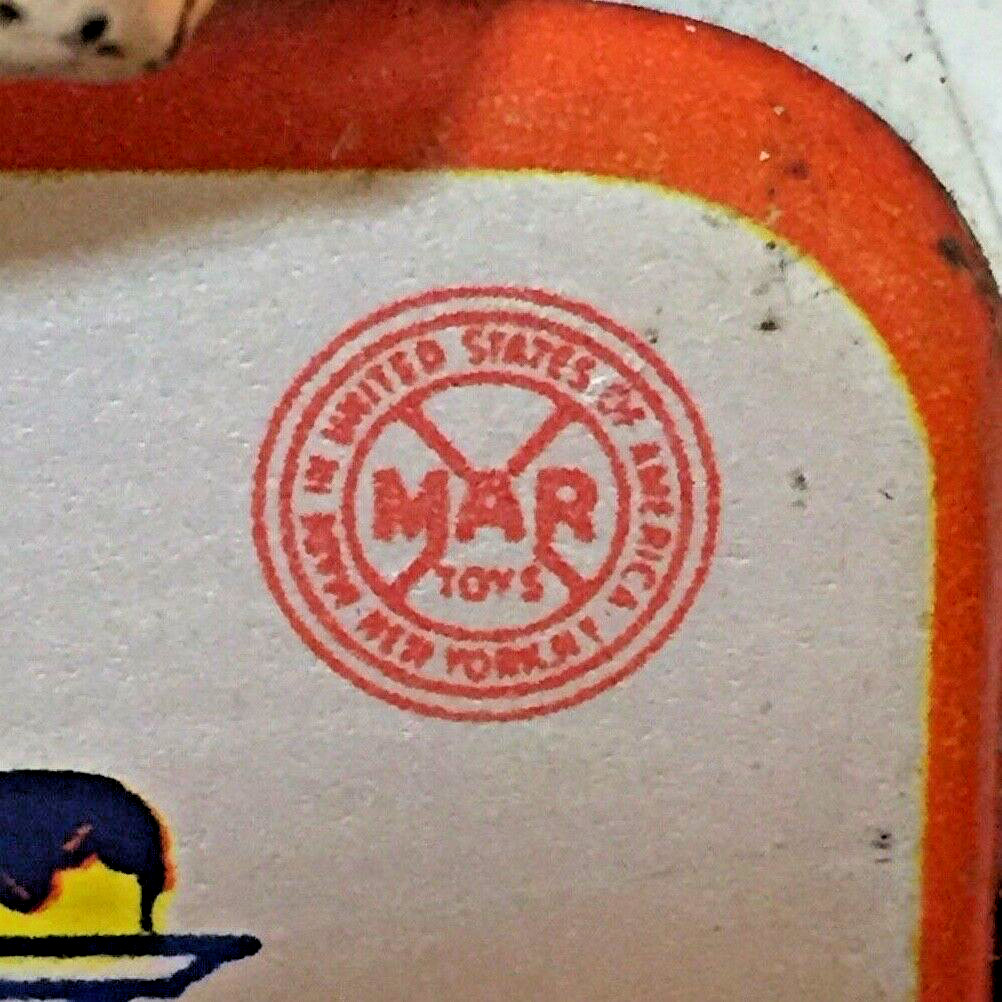 MADE IN UNITED STATES OF AMERICA · NEW YORK, N.Y.
MAR
TOYS